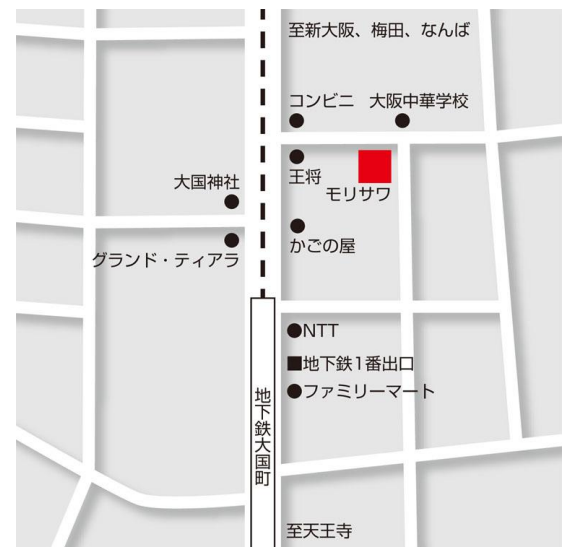 至新大阪、梅田、なんば
コンビニ
大阪中華学校
王将
モリサワ
大国神社
かごの屋
グランド・ティアラ
NTT
地下鉄1番出口
ファミリーマート
地下鉄大国町
至天王寺